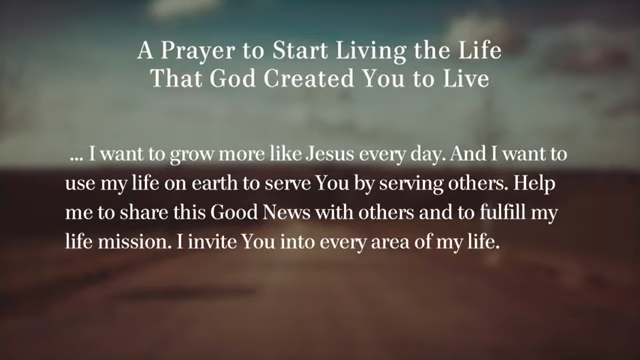 A Prayer to Start Living the Life
That God Created You to Live
... I want to grow more like Jesus every day. And I want to
use my life on earth to serve You by serving others. Help
me to share this Good News with others and to fulfill my
life mission. I invite You into every area of my life.